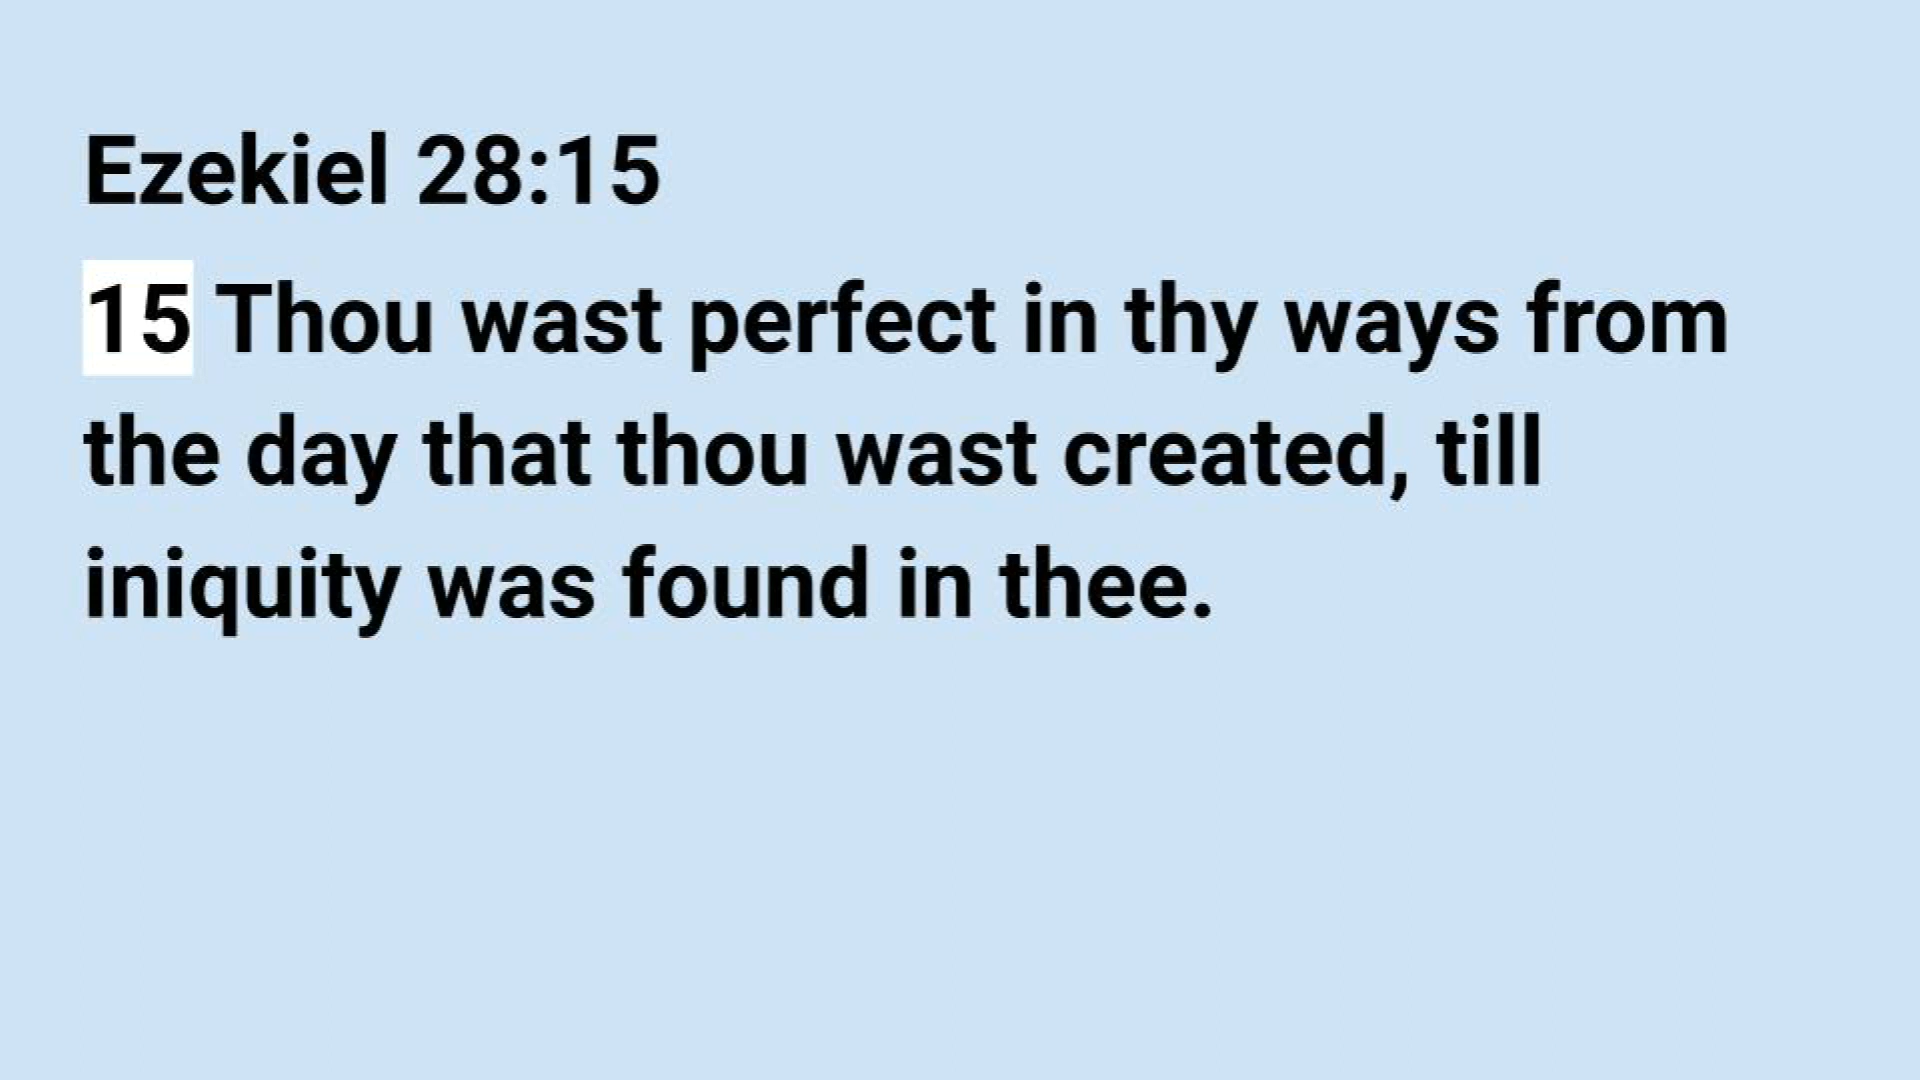 Ezekiel 28:15
15 Thou wast perfect in thy ways from
the day that thou wast created, till
iniquity was found in thee.